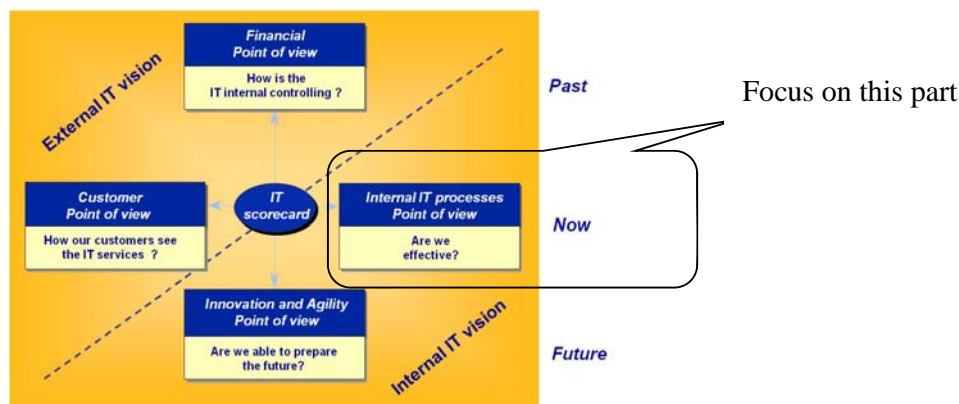 Financial
Point of view
How is the
IT internal controlling ?
External IT vision
Past
Focus on this part
Customer
Point of view
How our customers see
the IT services ?
IT
scorecard
Internal IT processes
Point of view
Are we
effective?
Now
Innovation and Agility
Point of view
Are we able to prepare
the future?
Internal IT vision
Future